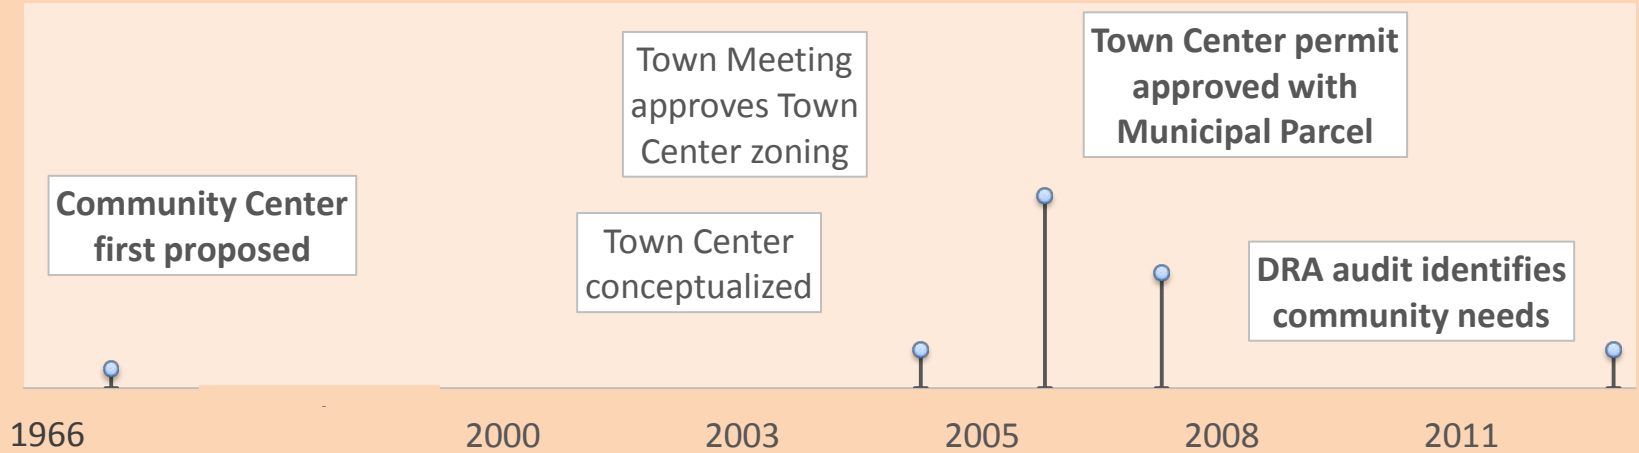 Community Center
first proposed
Town Meeting
approves Town
Center zoning
Town Center
conceptualized
Town Center permit
approved with
Municipal Parcel
DRA audit identifies
community needs
1966
2000
2003
2005
2008
2011